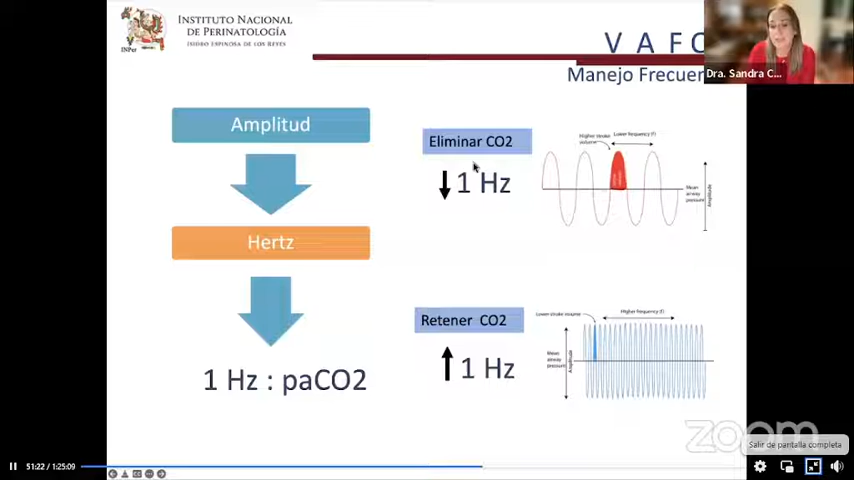 INSTITUTO NACIONAL
DE PERINATOLOGÍA
ISIDRO ESPINOSA DE LOS REYES
INPer
V A F
Manejo Frecuen
Dra. Sandra C...
Amplitud
Hertz
1 Hz : paCO2
Eliminar CO2
1 Hz
Higher stroke
volume
Lower frequency (f)
Mean
airway
pressure
Amplitude
Retener CO2
1 Hz
Lower stroke volume
Higher frequency (f)
Mean
airway
pressure
Amplitude
zoom
Salir de pantalla completa
51:22 / 1:25:09